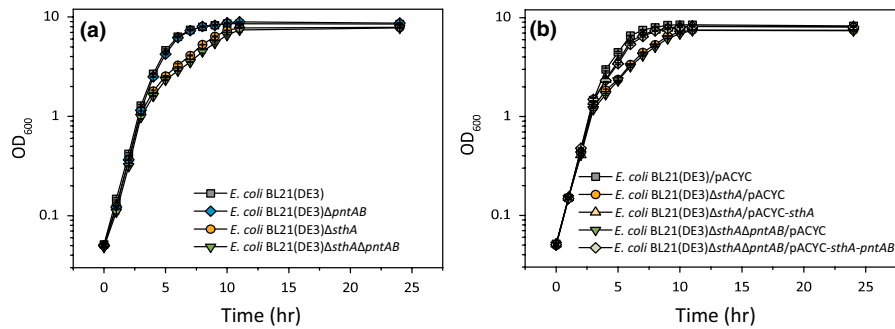 (a)
10
1
0.1
OD600
E. coli BL21(DE3)
E. coli BL21(DE3)ΔpntAB
E. coli BL21(DE3)ΔsthA
E. coli BL21(DE3)ΔsthAΔpntAB
0 5 10 15 20 25
Time (hr)
(b)
10
1
0.1
OD600
E. coli BL21(DE3)/pACYC
E. coli BL21(DE3)ΔsthA/pACYC
E. coli BL21(DE3)ΔsthA/pACYC-sthA
E. coli BL21(DE3)ΔsthAΔpntAB/pACYC
E. coli BL21(DE3)ΔsthAΔpntAB/pACYC-sthA-pntAB
0 5 10 15 20 25
Time (hr)